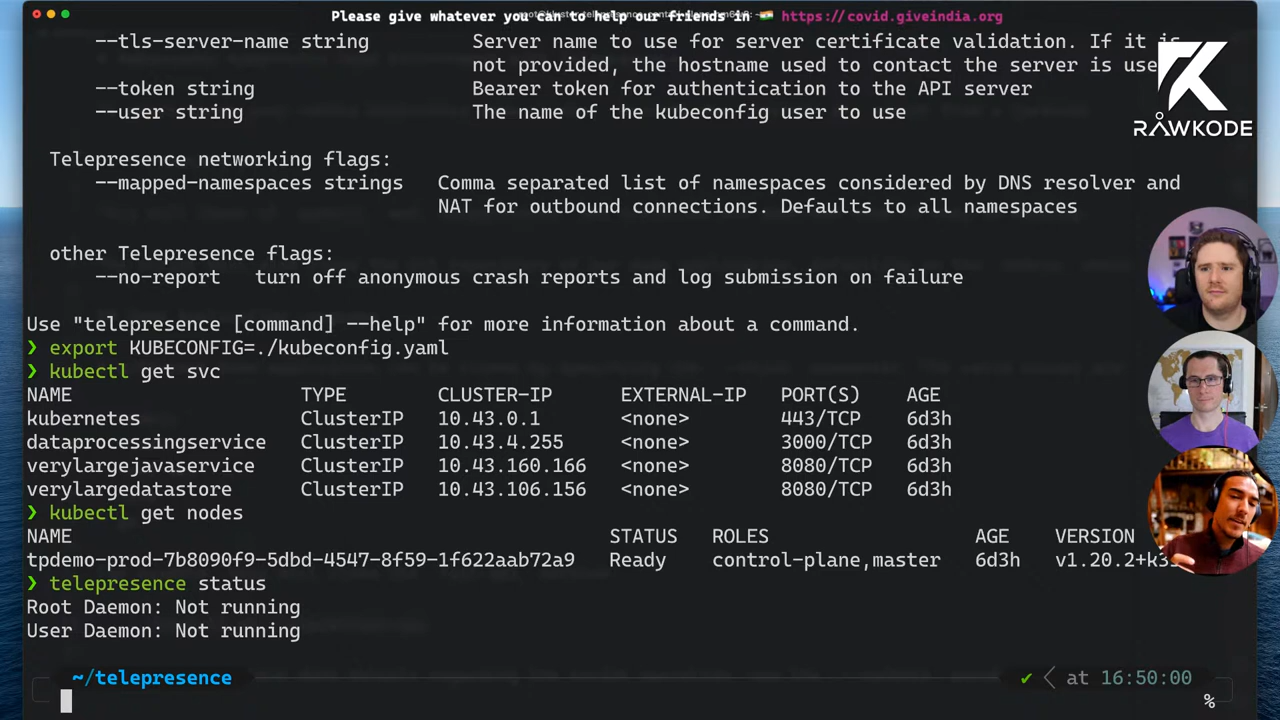 Please give whatever you can to help our friends in 🇮🇳 https://covid.giveindia.org
--tls-server-name string Server name to use for server certificate validation. If it is
not provided, the hostname used to contact the server is use
--token string Bearer token for authentication to the API server
--user string The name of the kubeconfig user to use
RAWKODE
Telepresence networking flags:
--mapped-namespaces strings Comma separated list of namespaces considered by DNS resolver and
NAT for outbound connections. Defaults to all namespaces
other Telepresence flags:
--no-report turn off anonymous crash reports and log submission on failure
Use "telepresence [command] --help" for more information about a command.
❯ export KUBECONFIG=./kubeconfig.yaml
❯ kubectl get svc
NAME TYPE CLUSTER-IP EXTERNAL-IP PORT(S) AGE
kubernetes ClusterIP 10.43.0.1 <none> 443/TCP 6d3h
dataprocessingservice ClusterIP 10.43.4.255 <none> 3000/TCP 6d3h
verylargejavaservice ClusterIP 10.43.160.166 <none> 8080/TCP 6d3h
verylargedatastore ClusterIP 10.43.106.156 <none> 8080/TCP 6d3h
❯ kubectl get nodes
NAME STATUS ROLES AGE VERSION
tpdemo-prod-7b8090f9-5dbd-4547-8f59-1f622aab72a9 Ready control-plane,master 6d3h v1.20.2+k3s
❯ telepresence status
Root Daemon: Not running
User Daemon: Not running
~/telepresence ✔ at 16:50:00
%